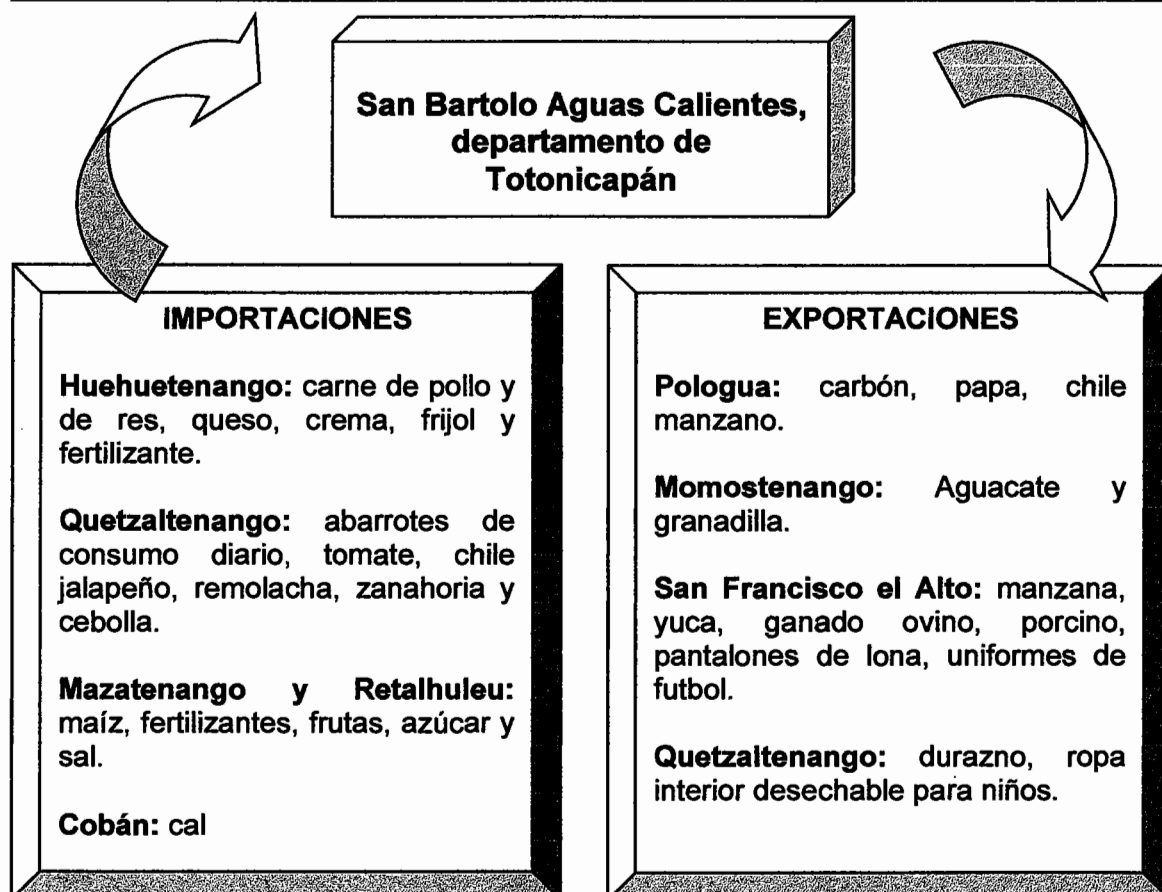 San Bartolo Aguas Calientes,
departamento de
Totonicapán
IMPORTACIONES
Huehuetenango: carne de pollo y
de res, queso, crema, frijol y
fertilizante.
Quetzaltenango: abarrotes de
consumo diario, tomate, chile
jalapeño, remolacha, zanahoria y
cebolla.
Mazatenango y Retalhuleu:
maíz, fertilizantes, frutas, azúcar y
sal.
Cobán: cal
EXPORTACIONES
Pologua: carbón, papa, chile
manzano.
Momostenango: Aguacate y
granadilla.
San Francisco el Alto: manzana,
yuca, ganado ovino, porcino,
pantalones de lona, uniformes de
futbol.
Quetzaltenango: durazno, ropa
interior desechable para niños.